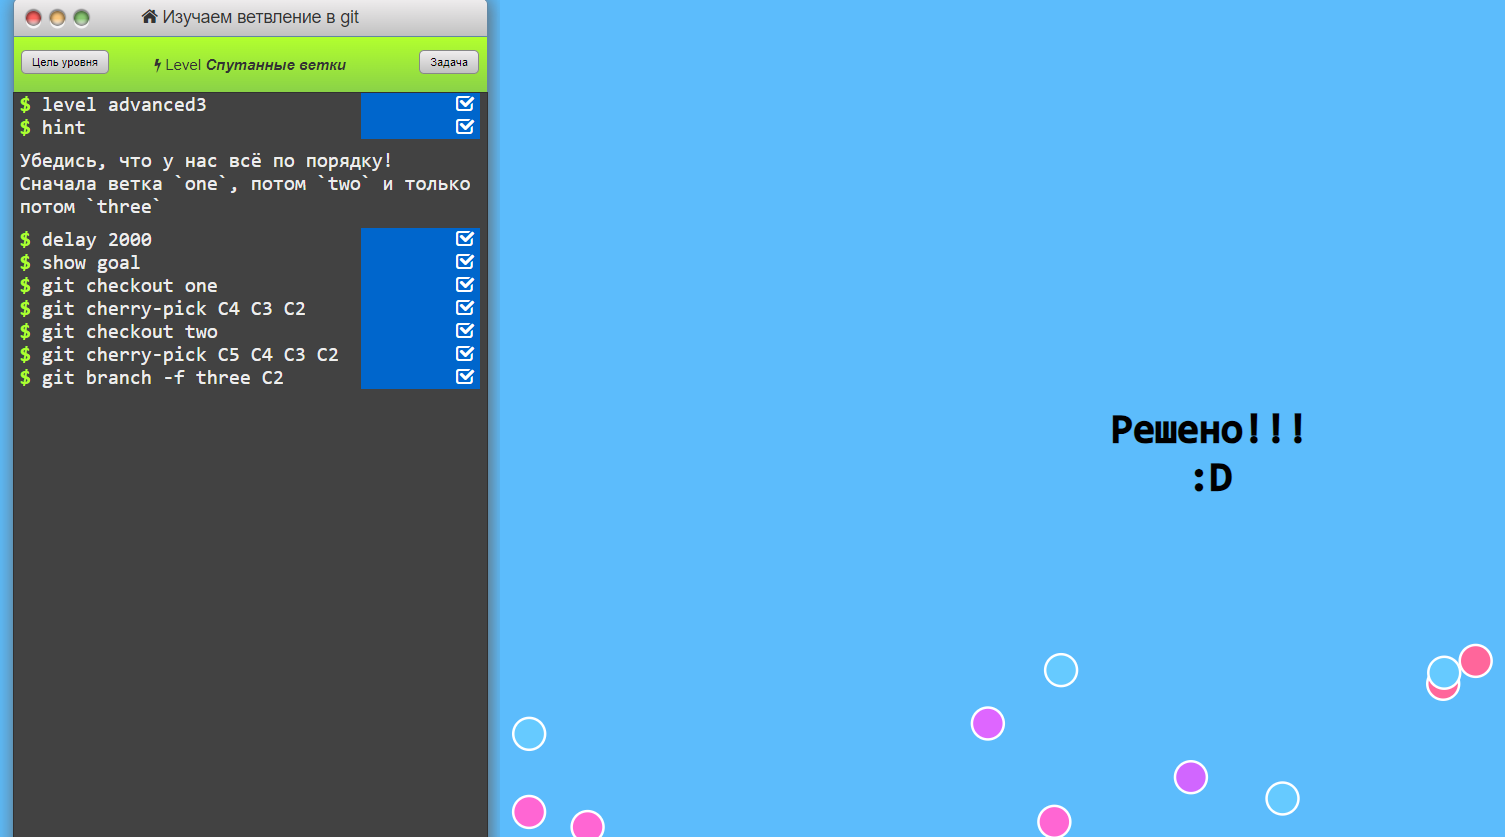 Изучаем ветвление в git
Цель уровня
Level Спутанные ветки
Задача
$ level advanced3
$ hint
Убедись, что у нас всё по порядку!
Сначала ветка `one`, потом `two` и только
потом `three`
$ delay 2000
$ show goal
$ git checkout one
$ git cherry-pick C4 C3 C2
$ git checkout two
$ git cherry-pick C5 C4 C3 C2
$ git branch -f three C2
Решено!!!
:D